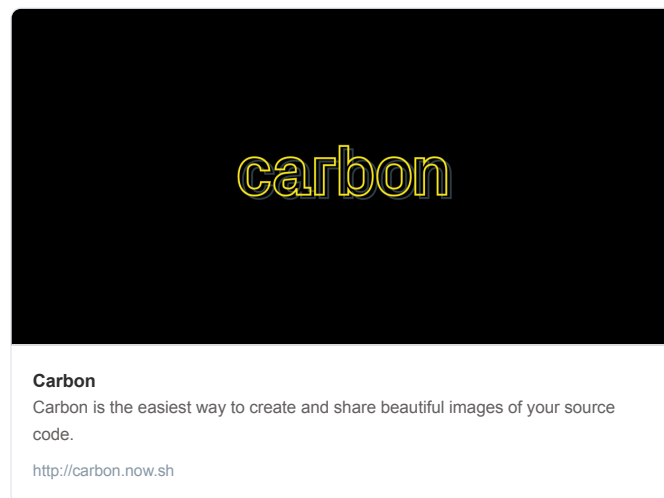 carbon
Carbon
Carbon is the easiest way to create and share beautiful images of your source
code.
http://carbon.now.sh